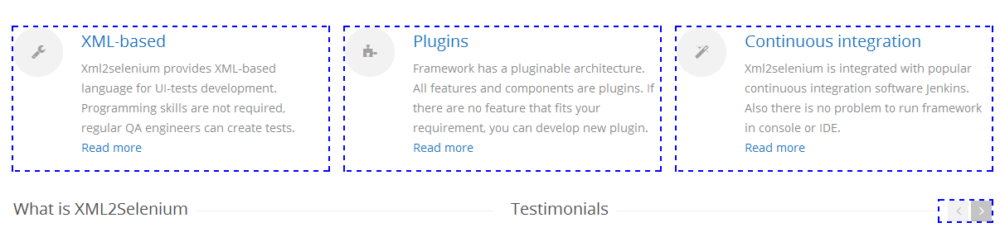 XML-based
Xml2selenium provides XML-based
language for UI-tests development.
Programming skills are not required,
regular QA engineers can create tests.
Read more
Plugins
Framework has a pluginable architecture.
All features and components are plugins. If
there are no feature that fits your
requirement, you can develop new plugin.
Read more
Continuous integration
Xml2selenium is integrated with popular
continuous integration software Jenkins.
Also there is no problem to run framework
in console or IDE.
Read more
What is XML2Selenium
Testimonials